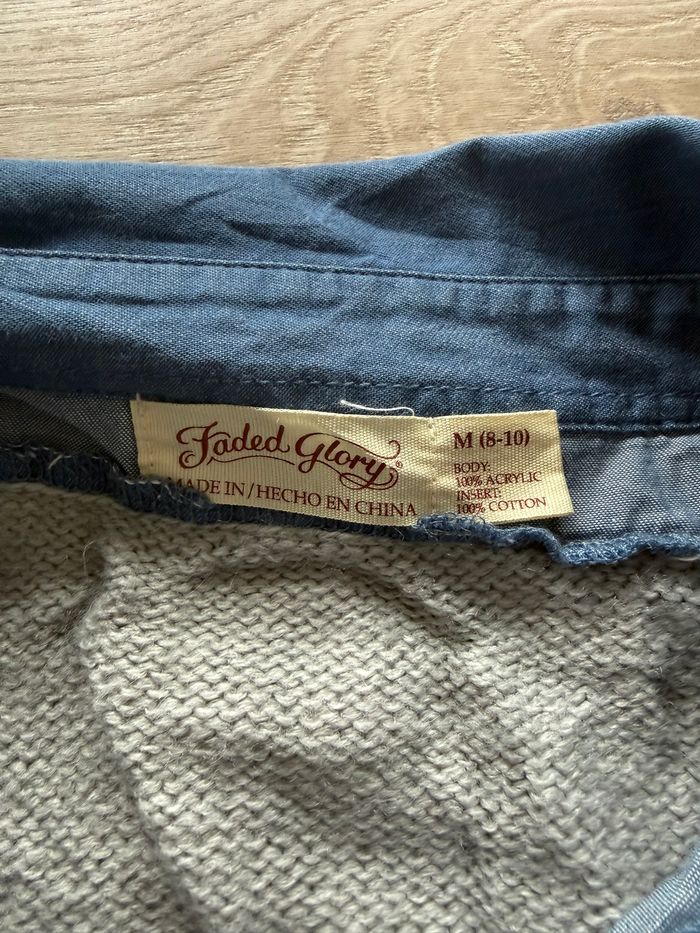 Faded Glory®
MADE IN/HECHO EN CHINA
M (8-10)
BODY:
100% ACRYLIC
INSERT:
100% COTTON